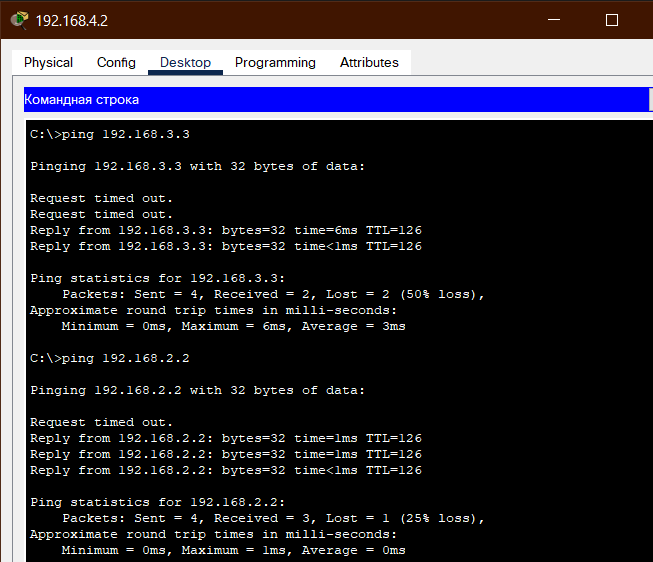 192.168.4.2
Physical Config Desktop Programming Attributes
Командная строка
C:\>ping 192.168.3.3
Pinging 192.168.3.3 with 32 bytes of data:
Request timed out.
Request timed out.
Reply from 192.168.3.3: bytes=32 time=6ms TTL=126
Reply from 192.168.3.3: bytes=32 time<1ms TTL=126
Ping statistics for 192.168.3.3:
Packets: Sent = 4, Received = 2, Lost = 2 (50% loss),
Approximate round trip times in milli-seconds:
Minimum = 0ms, Maximum = 6ms, Average = 3ms
C:\>ping 192.168.2.2
Pinging 192.168.2.2 with 32 bytes of data:
Request timed out.
Reply from 192.168.2.2: bytes=32 time=1ms TTL=126
Reply from 192.168.2.2: bytes=32 time=1ms TTL=126
Reply from 192.168.2.2: bytes=32 time<1ms TTL=126
Ping statistics for 192.168.2.2:
Packets: Sent = 4, Received = 3, Lost = 1 (25% loss),
Approximate round trip times in milli-seconds:
Minimum = 0ms, Maximum = 1ms, Average = 0ms